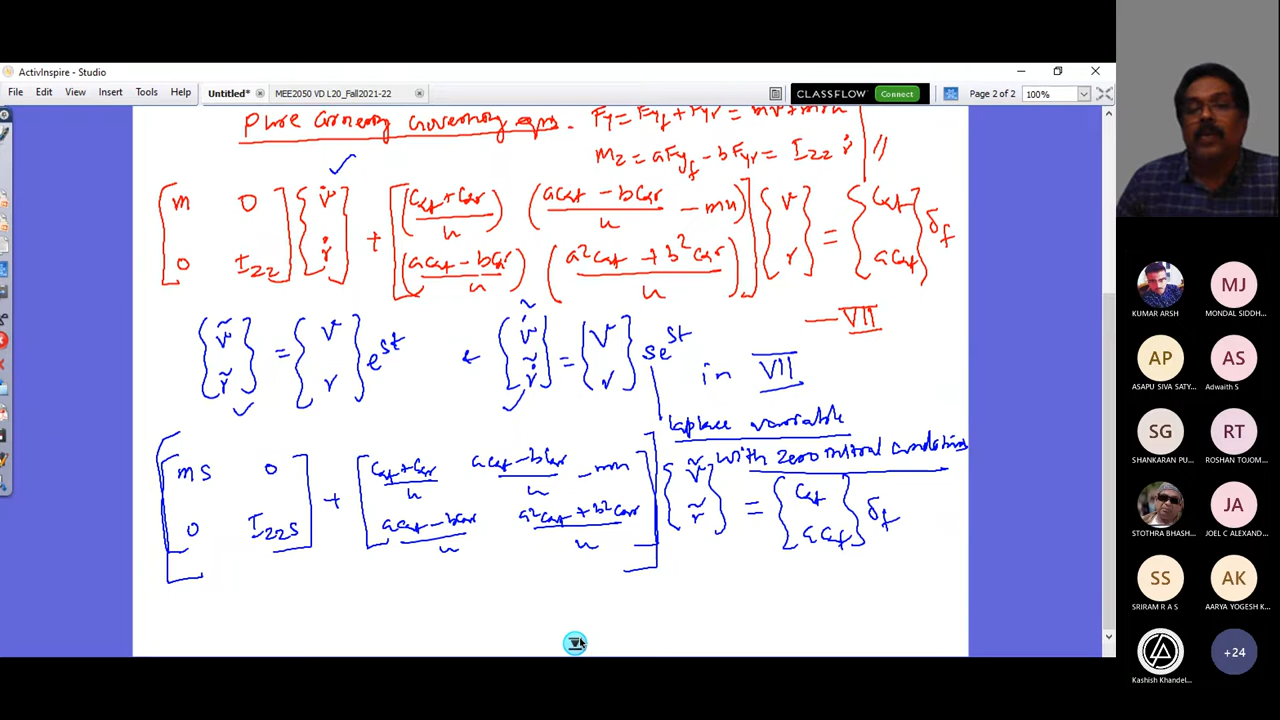 ActivInspire - Studio
File Edit View Insert Tools Help Untitled* MEE2050 VD L20_Fall2021-22 CLASSFLOW Connect Page 2 of 2 100%
Governing eqns. Fy = Fyf + Fyr =
Mz = aFyf - bFyr = Izz ṙ //
[m 0; 0 Izz] {v̇; ṙ} + [(Cαf+Cαr)/u (aCαf - bCαr)/u - mu; (aCαf - bCαr)/u (a²Cαf + b²Cαr)/u] {v; r} = {Cαf; aCαf} δf
— VII
{ṽ; r̃} = {V; r} e^st ← {ṽ̇; r̃̇} = {V; r} s e^st in VII
Laplace variable
with zero initial conditions
[ms 0; 0 Izzs] + [(Cαf+Cαr)/u (aCαf - bCαr)/u - mu; (aCαf - bCαr)/u (a²Cαf + b²Cαr)/u] {ṽ; r̃} = {Cαf; aCαf} δf
KUMAR ARSH
MJ
MONDAL SIDDH...
AP
ASAPU SIVA SATY...
AS
Adwaith S
SG
SHANKARAN PU...
RT
ROSHAN TOJOM...
STOTHRA BHASH...
JA
JOEL C ALEXAND...
SS
SRIRAM R A S
AK
AARYA YOGESH K...
Kashish Khandel...
+24